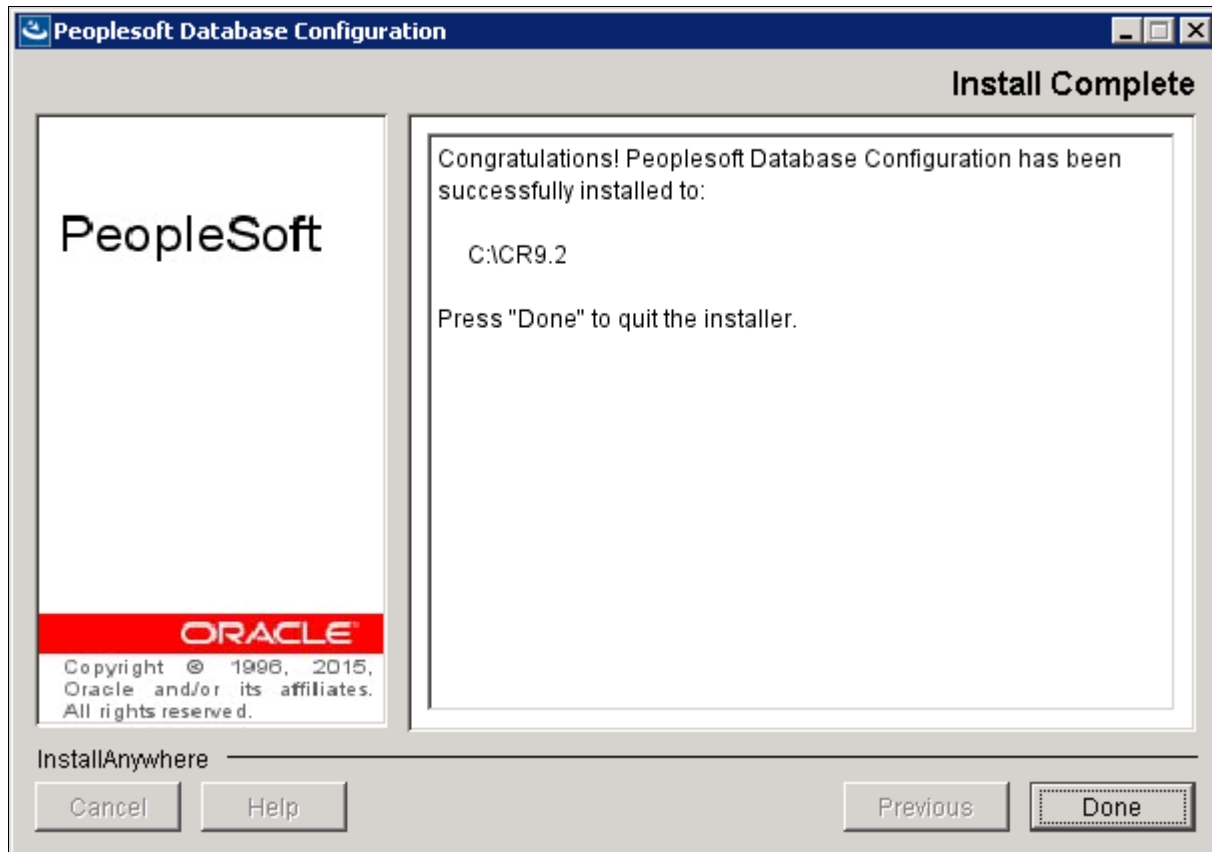 Peoplesoft Database Configuration
Install Complete
PeopleSoft
ORACLE
Copyright © 1996, 2015,
Oracle and/or its affiliates.
All rights reserved.
Congratulations! Peoplesoft Database Configuration has been
successfully installed to:
C:\CR9.2
Press "Done" to quit the installer.
InstallAnywhere
Cancel
Help
Previous
Done